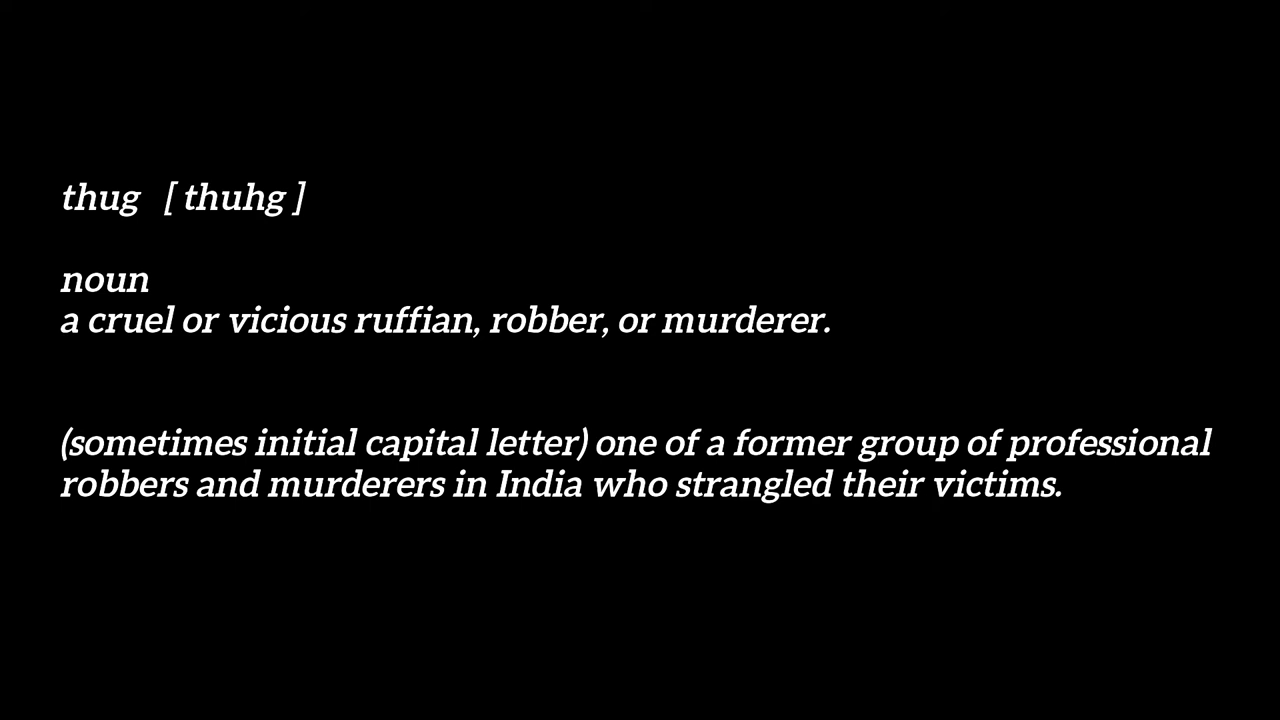 thug [ thuhg ]
noun
a cruel or vicious ruffian, robber, or murderer.
(sometimes initial capital letter) one of a former group of professional
robbers and murderers in India who strangled their victims.